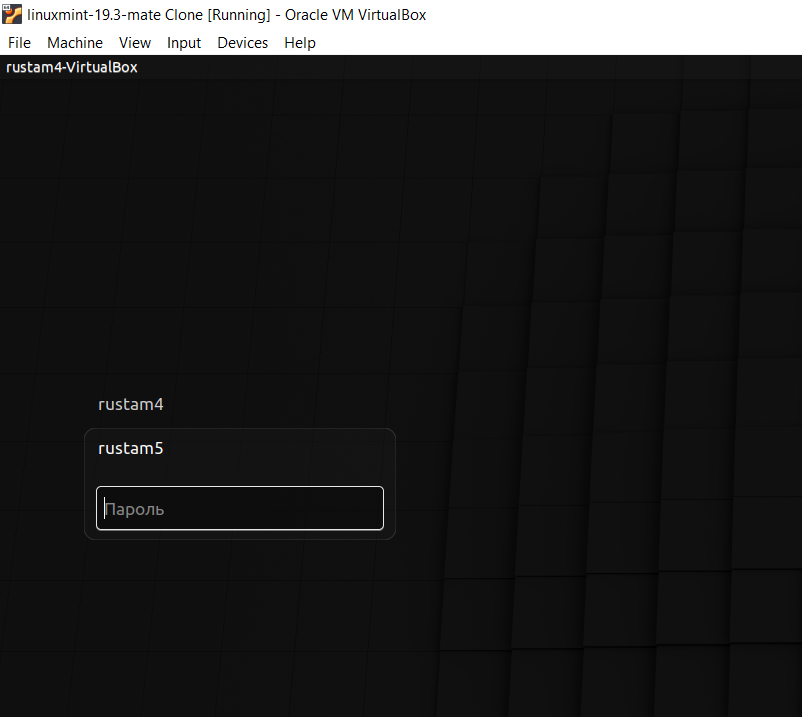 linuxmint-19.3-mate Clone [Running] - Oracle VM VirtualBox
File Machine View Input Devices Help
rustam4-VirtualBox
rustam4
rustam5
Пароль